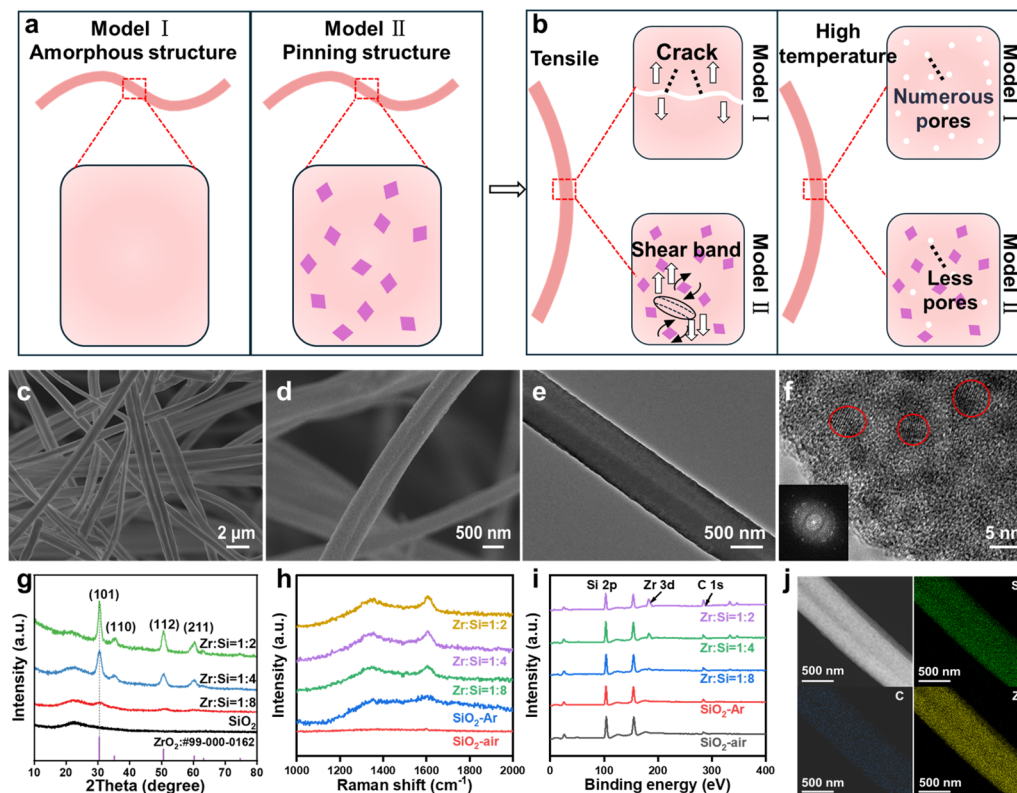 a
Model Ⅰ
Amorphous structure
Model Ⅱ
Pinning structure
b
Tensile
Crack
Model Ⅰ
Shear band
Model Ⅱ
High
temperature
Numerous
pores
Model Ⅰ
Less
pores
Model Ⅱ
c
2 μm
d
500 nm
e
500 nm
f
5 nm
g
Intensity (a.u.)
(101)
(110)
(112)
(211)
Zr:Si=1:2
Zr:Si=1:4
Zr:Si=1:8
SiO2
ZrO2:#99-000-0162
10 20 30 40 50 60 70 80
2Theta (degree)
h
Intensity (a.u.)
Zr:Si=1:2
Zr:Si=1:4
Zr:Si=1:8
SiO2-Ar
SiO2-air
1000 1200 1400 1600 1800 2000
Raman shift (cm-1)
i
Intensity (a.u.)
Si 2p
Zr 3d
C 1s
Zr:Si=1:2
Zr:Si=1:4
Zr:Si=1:8
SiO2-Ar
SiO2-air
0 100 200 300 400
Binding energy (eV)
j
500 nm
S
500 nm
C
500 nm
Z
500 nm